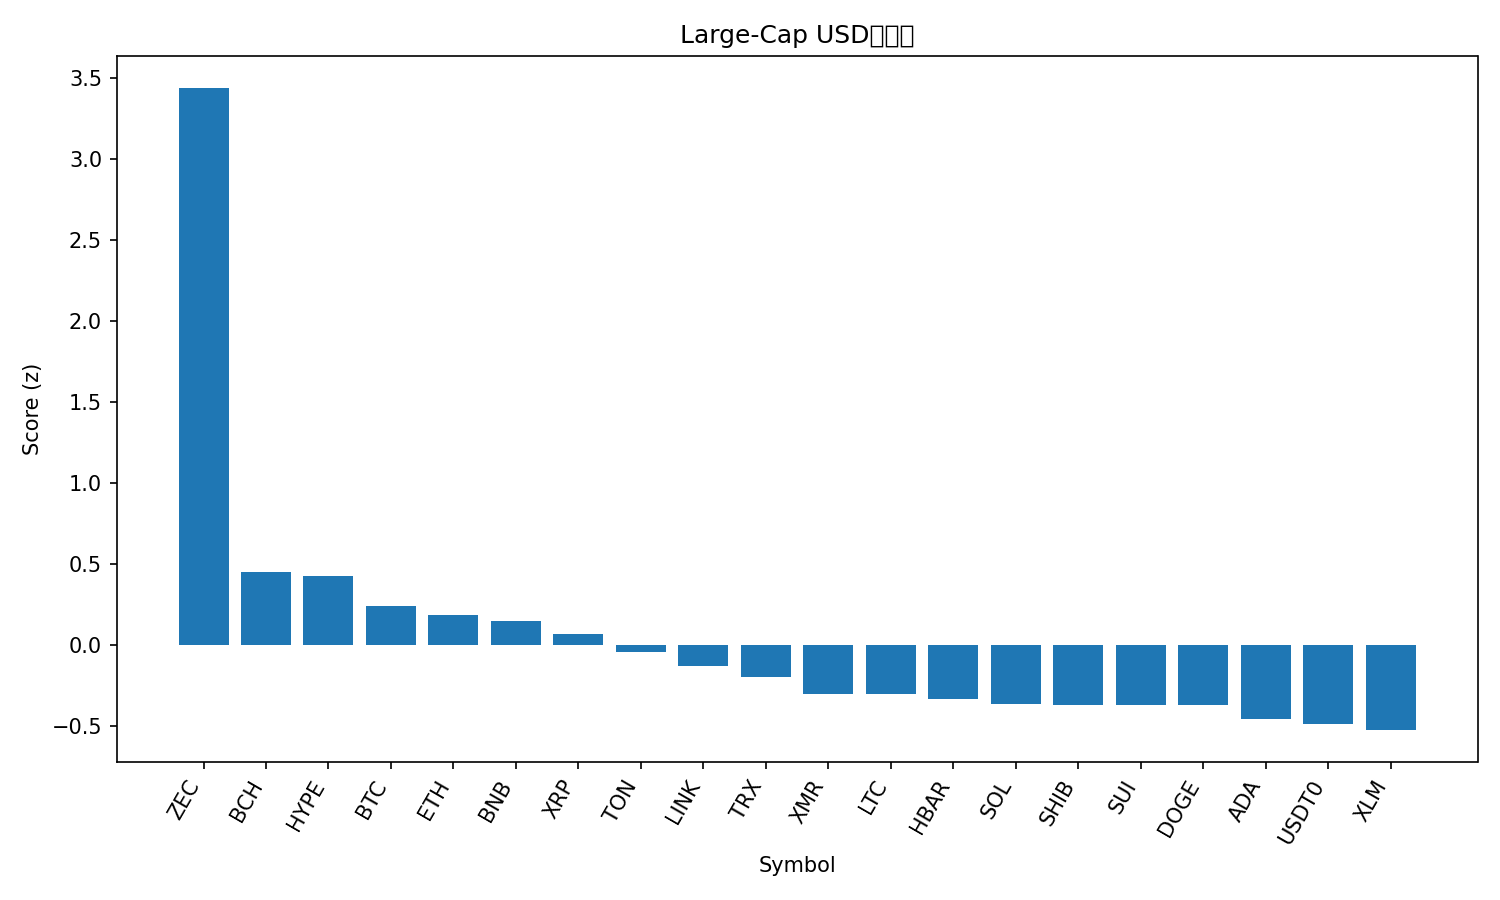 Large-Cap USD
Score (z)
3.5
3.0
2.5
2.0
1.5
1.0
0.5
0.0
−0.5
ZEC
BCH
HYPE
BTC
ETH
BNB
XRP
TON
LINK
TRX
XMR
LTC
HBAR
SOL
SHIB
SUI
DOGE
ADA
USDT0
XLM
Symbol